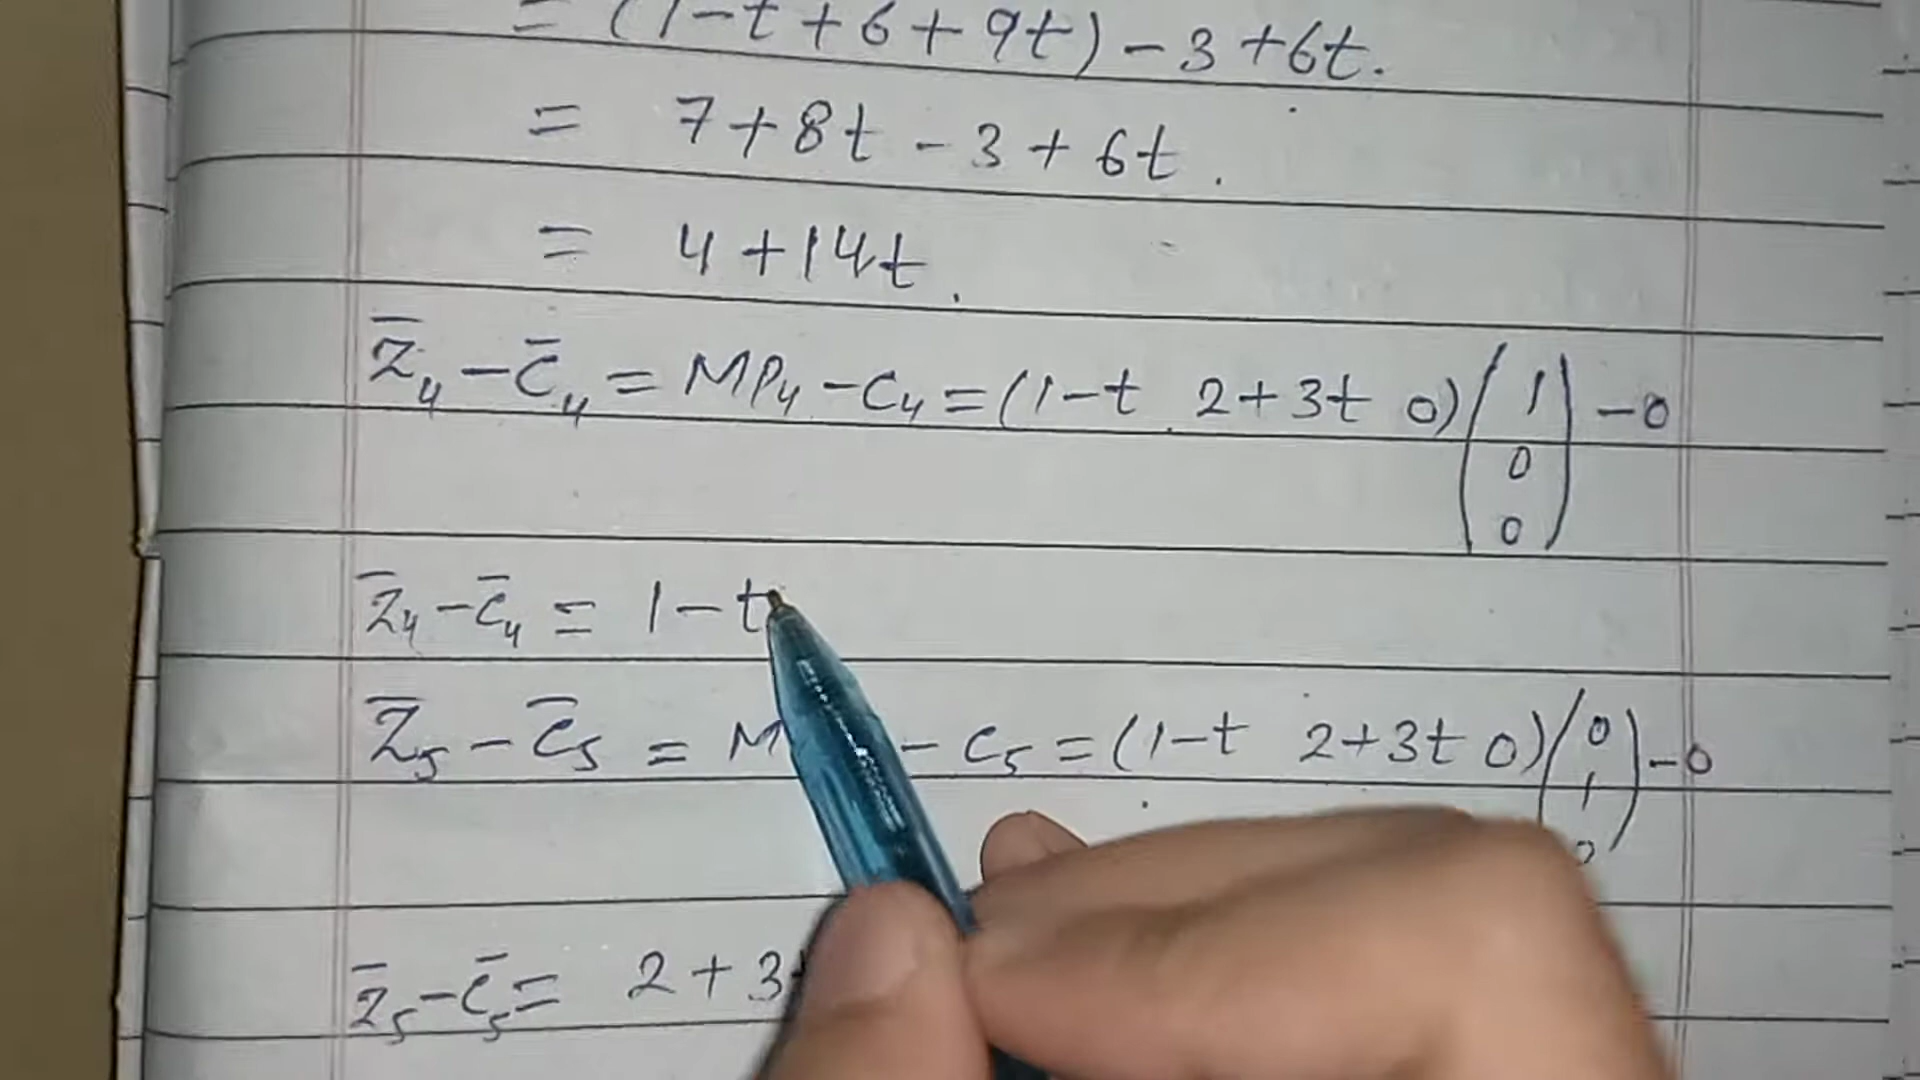 = (1-t+6+9t)-3+6t.
= 7+8t-3+6t.
= 4+14t.
Z̄₄-C̄₄ = MP₄-C₄ = (1-t 2+3t 0)(1 -0
0
0)
Z̄₄-C̄₄ = 1-t
Z̄₅-C̄₅ = M -C₅ = (1-t 2+3t 0)(0 -0
1
0)
Z̄₅-C̄₅ = 2+3t